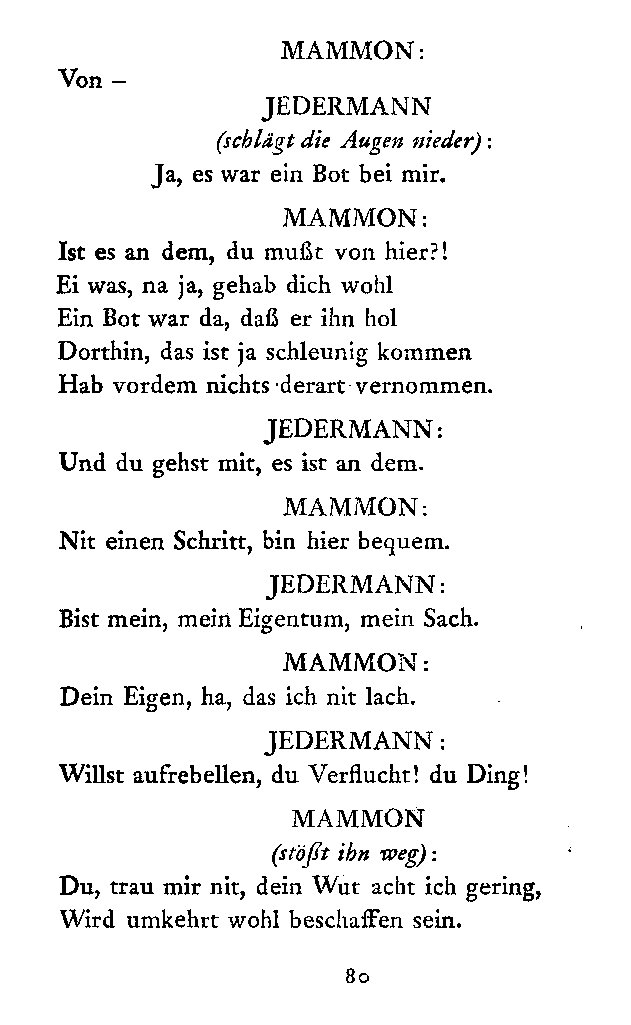 MAMMON:
Von –
JEDERMANN
(schlägt die Augen nieder):
Ja, es war ein Bot bei mir.
MAMMON:
Ist es an dem, du mußt von hier?!
Ei was, na ja, gehab dich wohl
Ein Bot war da, daß er ihn hol
Dorthin, das ist ja schleunig kommen
Hab vordem nichts derart vernommen.
JEDERMANN:
Und du gehst mit, es ist an dem.
MAMMON:
Nit einen Schritt, bin hier bequem.
JEDERMANN:
Bist mein, mein Eigentum, mein Sach.
MAMMON:
Dein Eigen, ha, das ich nit lach.
JEDERMANN:
Willst aufrebellen, du Verflucht! du Ding!
MAMMON
(stößt ihn weg):
Du, trau mir nit, dein Wut acht ich gering,
Wird umkehrt wohl beschaffen sein.
80